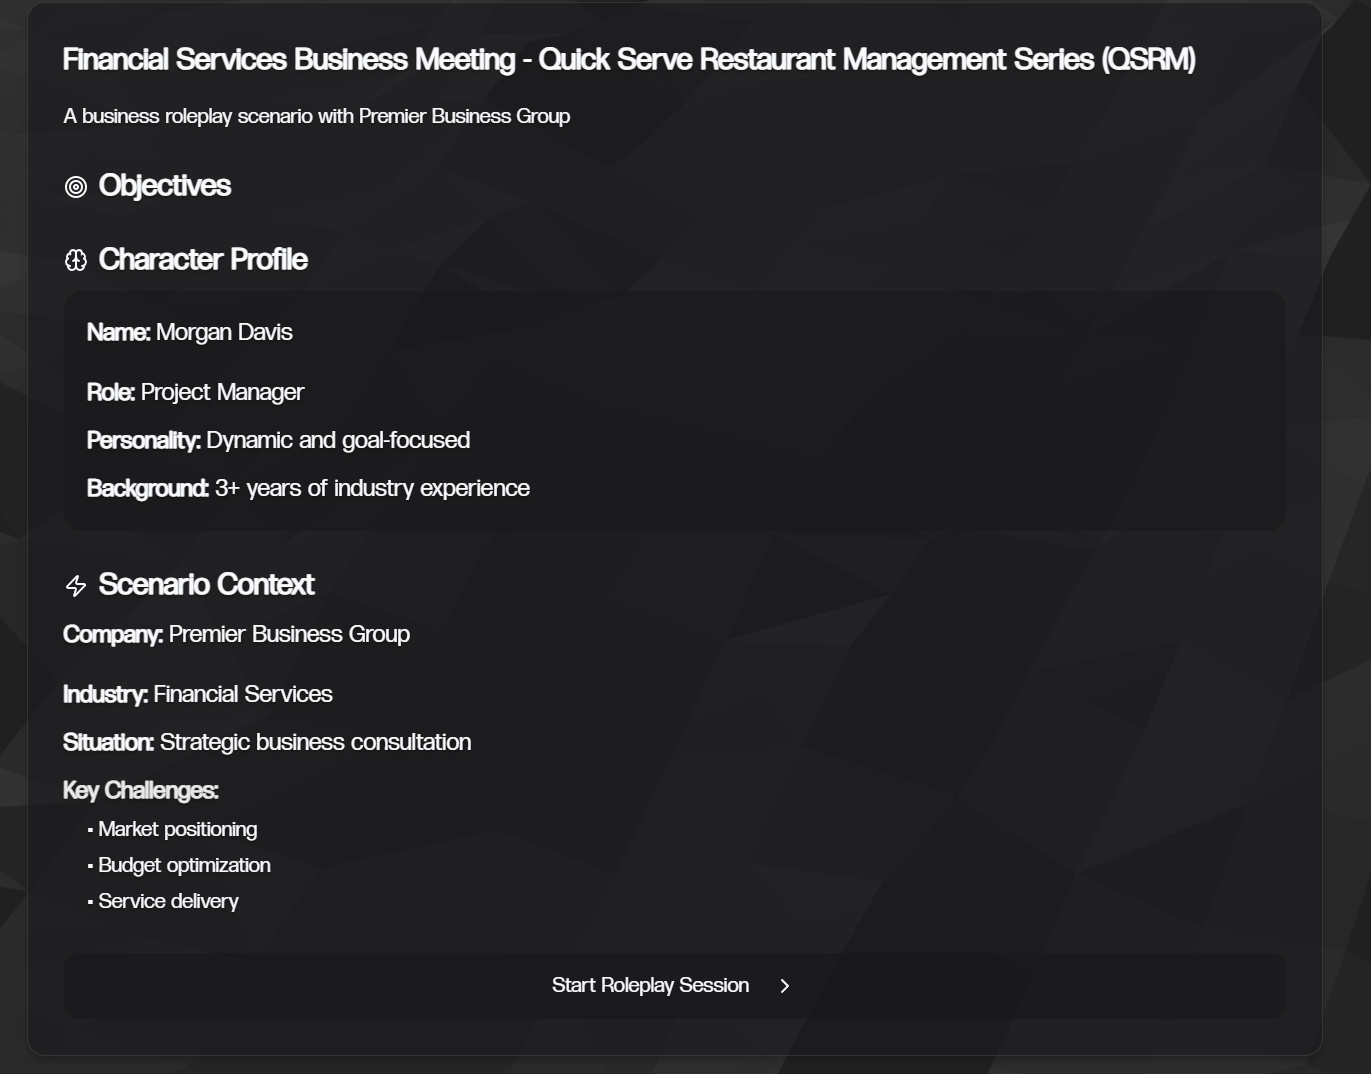 Financial Services Business Meeting - Quick Serve Restaurant Management Series (QSRM)
A business roleplay scenario with Premier Business Group
Objectives
Character Profile
Name: Morgan Davis
Role: Project Manager
Personality: Dynamic and goal-focused
Background: 3+ years of industry experience
Scenario Context
Company: Premier Business Group
Industry: Financial Services
Situation: Strategic business consultation
Key Challenges:
• Market positioning
• Budget optimization
• Service delivery
Start Roleplay Session